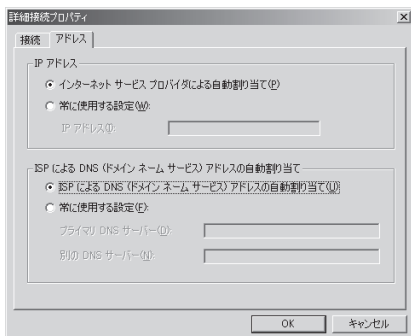 詳細接続プロパティ
接続 アドレス
IP アドレス
インターネット サービス プロバイダによる自動割り当て(P)
常に使用する設定(W):
IP アドレス(I):
ISP による DNS (ドメイン ネーム サービス) アドレスの自動割り当て
ISP による DNS (ドメイン ネーム サービス) アドレスの自動割り当て(U)
常に使用する設定(F):
プライマリ DNS サーバー(D):
別の DNS サーバー(N):
OK キャンセル